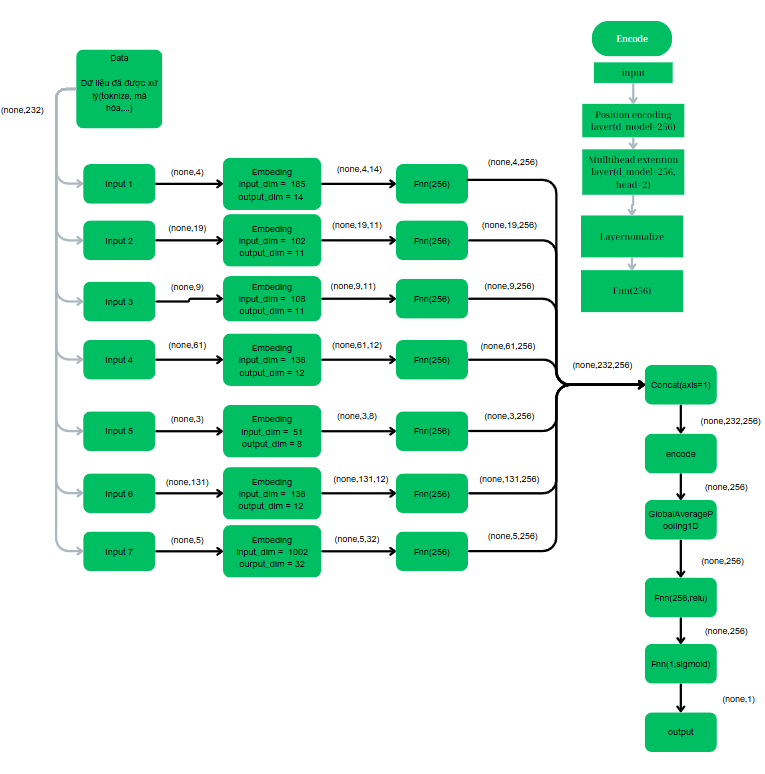 Data
Dữ liệu đã được xử
lý(toknize, mã
hóa,...)
(none,232)
Input 1
(none,4)
Embeding
input_dim = 185
output_dim = 14
(none,4,14)
Fnn(256)
(none,4,256)
Input 2
(none,19)
Embeding
input_dim = 102
output_dim = 11
(none,19,11)
Fnn(256)
(none,19,256)
Input 3
(none,9)
Embeding
input_dim = 108
output_dim = 11
(none,9,11)
Fnn(256)
(none,9,256)
Input 4
(none,61)
Embeding
input_dim = 136
output_dim = 12
(none,61,12)
Fnn(256)
(none,61,256)
Input 5
(none,3)
Embeding
input_dim = 51
output_dim = 8
(none,3,8)
Fnn(256)
(none,3,256)
Input 6
(none,131)
Embeding
input_dim = 136
output_dim = 12
(none,131,12)
Fnn(256)
(none,131,256)
Input 7
(none,5)
Embeding
input_dim = 1002
ourput_dim = 32
(none,5,32)
Fnn(256)
(none,5,256)
Encode
input
Position encoding
laver(d_model=256)
Mulltrihead extention
laver(d_model=256,
head=2)
Lavernomalize
Fnn(256)
(none,232,256)
Concat(axis=1)
(none,232,256)
encode
(none,256)
GlobalAverageP
ooling1D
(none,256)
Fnn(256,relu)
(none,256)
Fnn(1,sigmoid)
(none,1)
output